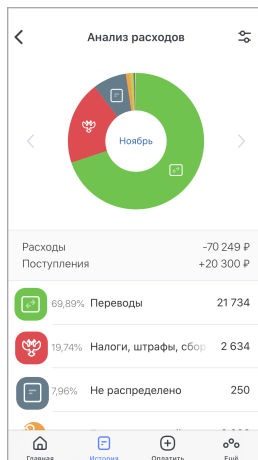 Анализ расходов
Ноябрь
Расходы -70 249 ₽
Поступления +20 300 ₽
69,89% Переводы 21 734
19,74% Налоги, штрафы, сбор
2 634
7,96% Не распределено 250
Главная История Оплатить Ещё